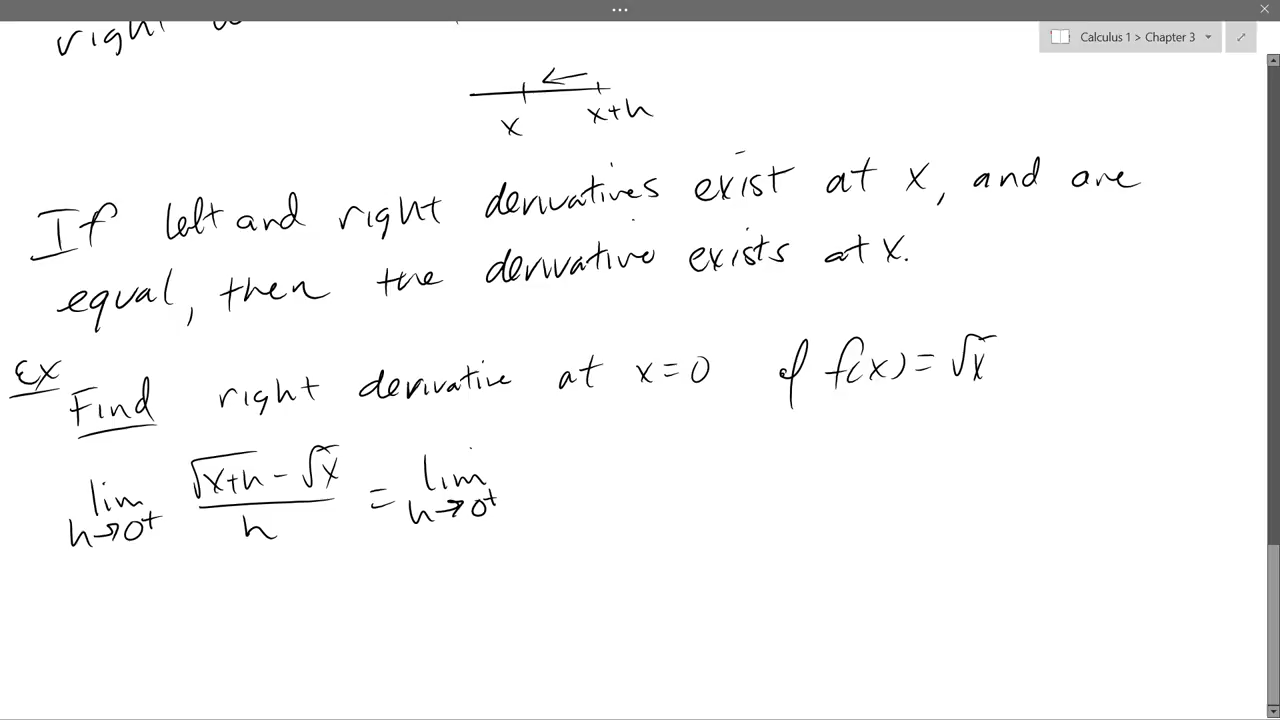 ...
Calculus 1 > Chapter 3
right
x x+h
If left and right derivatives exist at x, and are
equal, then the derivative exists at x.
Ex Find right derivative at x=0 of f(x) = √x
lim h→0+ (√(x+h) - √x)/h = lim h→0+